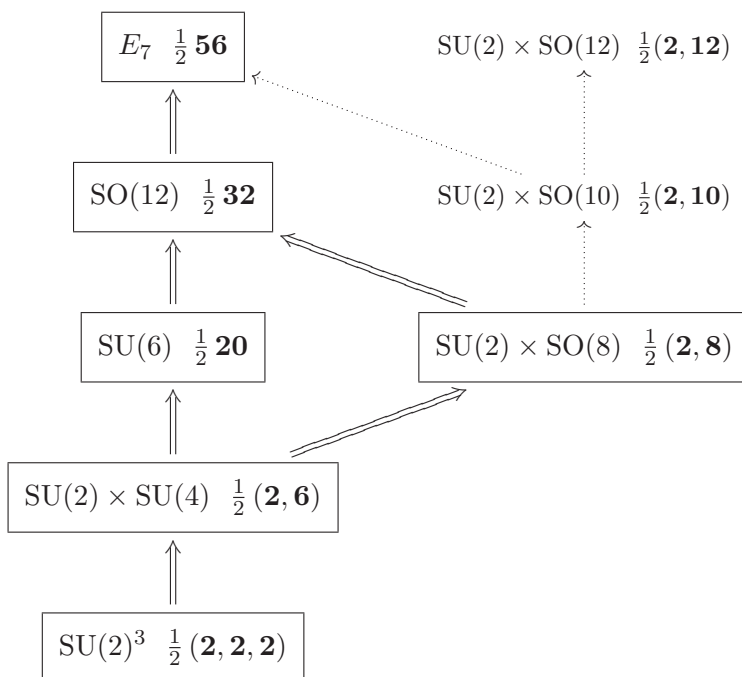 E₇ ½ 56
SU(2) × SO(12) ½(2, 12)
SO(12) ½ 32
SU(2) × SO(10) ½(2, 10)
SU(6) ½ 20
SU(2) × SO(8) ½ (2, 8)
SU(2) × SU(4) ½ (2, 6)
SU(2)³ ½ (2, 2, 2)